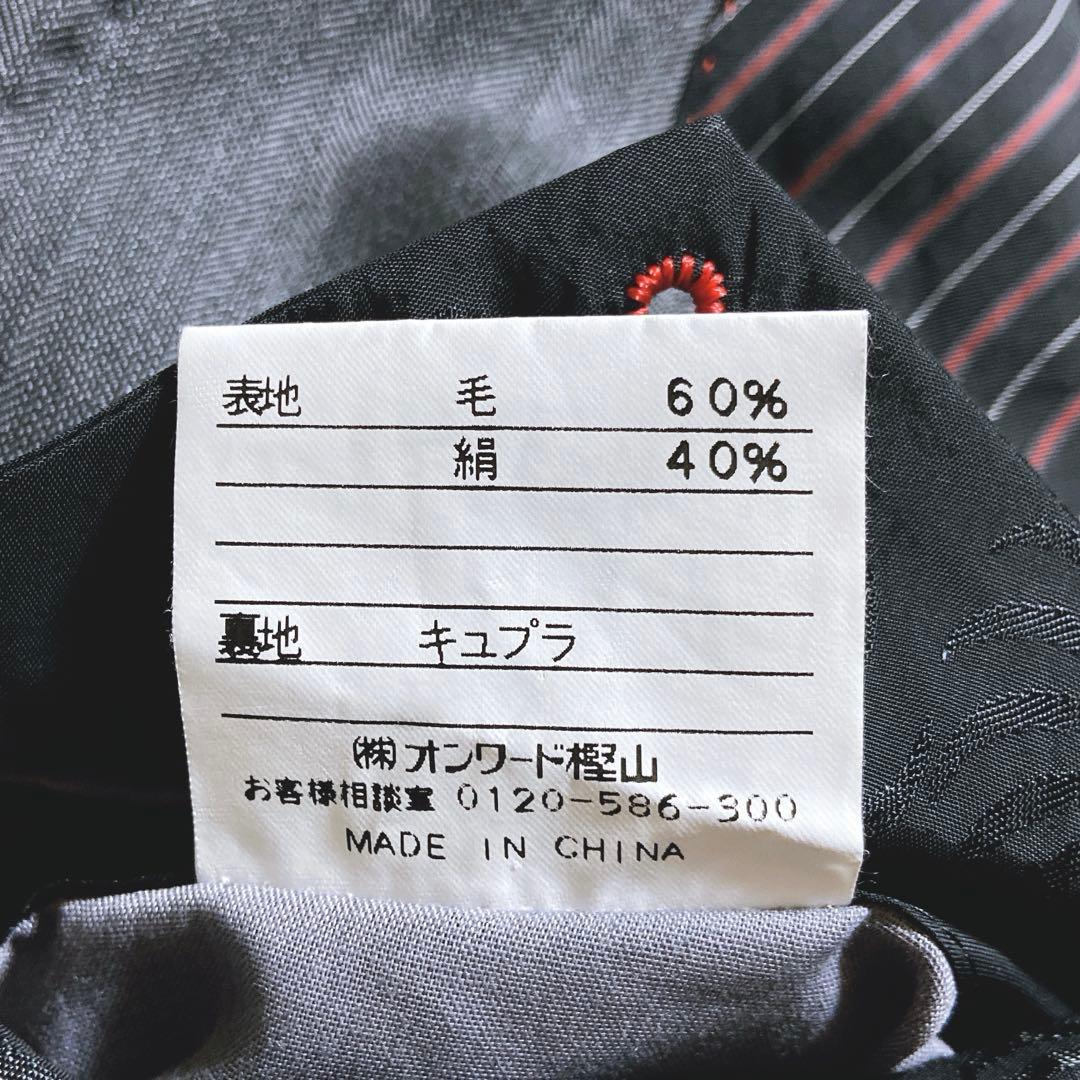 表地 毛 60%
絹 40%
裏地 キュプラ
(株)オンワード樫山
お客様相談室 0120-586-300
MADE IN CHINA